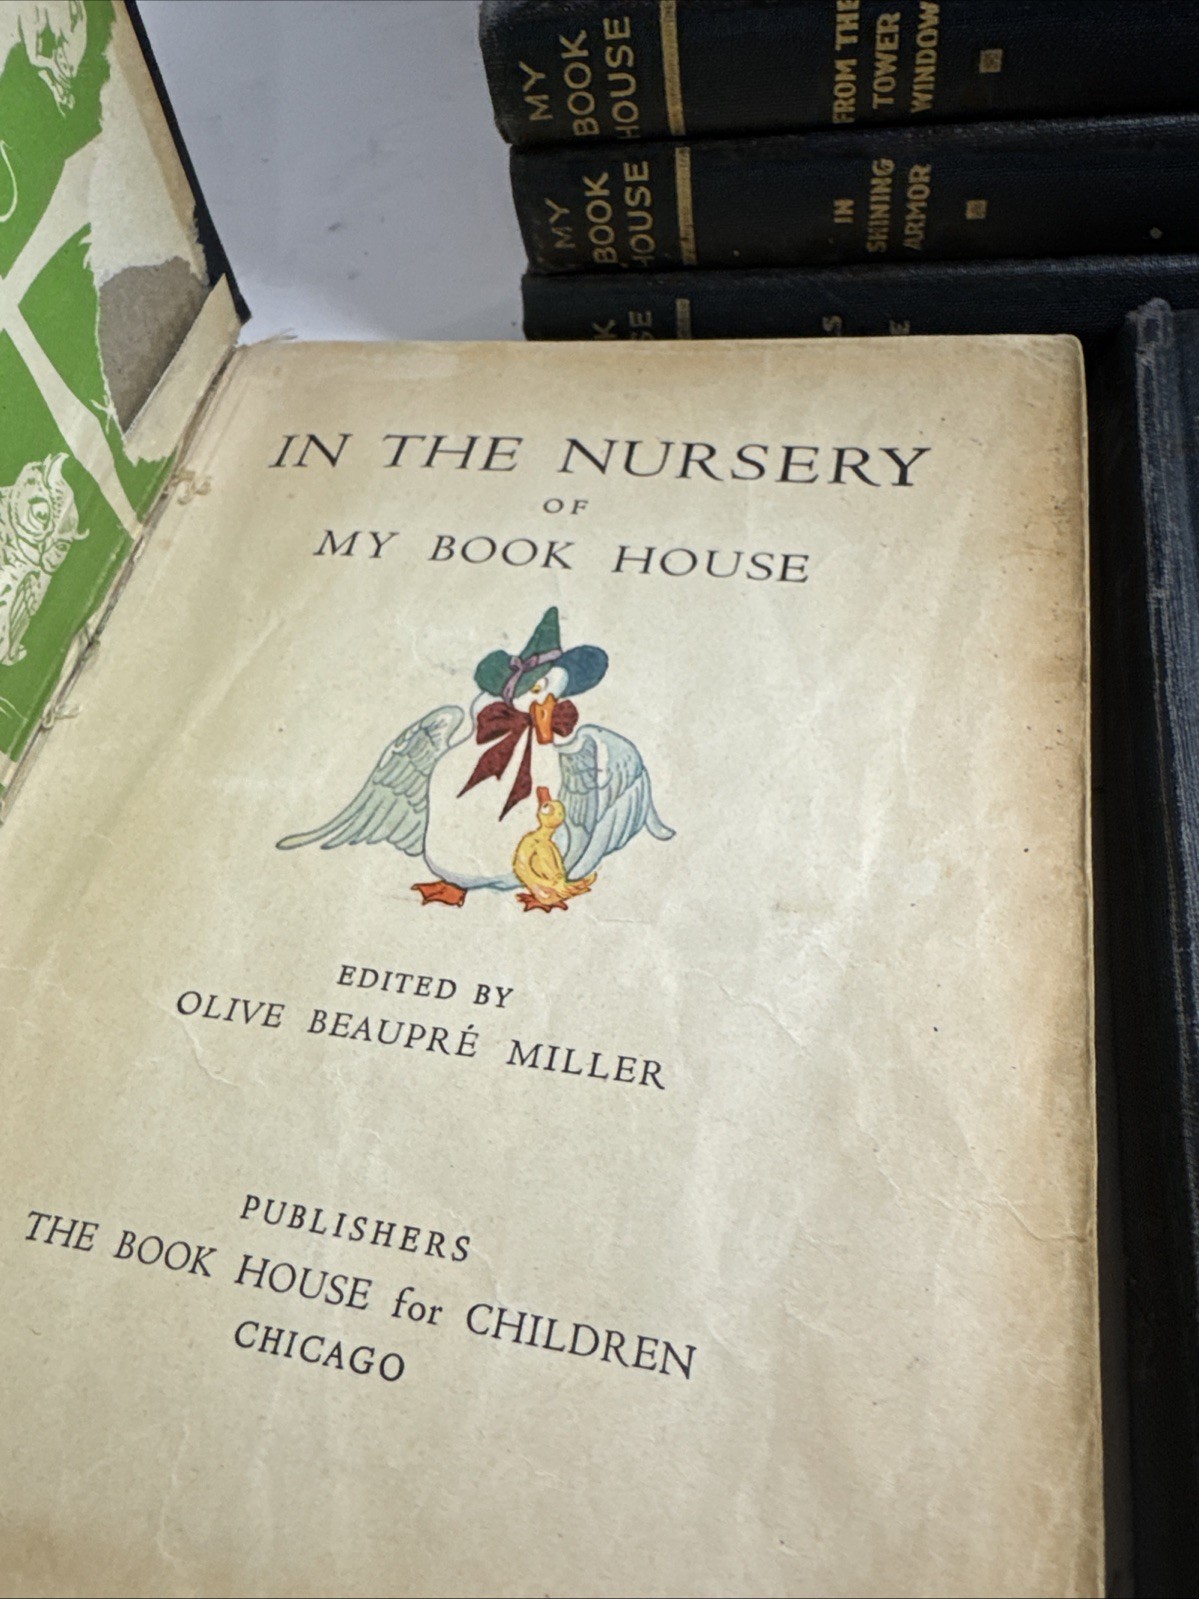 MY
BOOK
HOUSE
FROM THE
TOWER
WINDOW
MY
BOOK
HOUSE
IN
SHINING
ARMOR
IN THE NURSERY
OF
MY BOOK HOUSE
EDITED BY
OLIVE BEAUPRÉ MILLER
PUBLISHERS
THE BOOK HOUSE for CHILDREN
CHICAGO